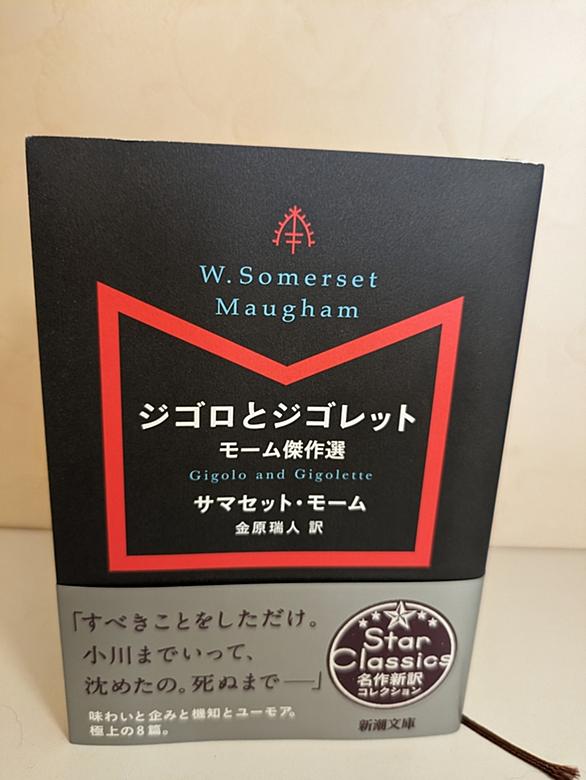 W. Somerset
Maugham
ジゴロとジゴレット
モーム傑作選
Gigolo and Gigolette
サマセット・モーム
金原瑞人 訳
「すべきことをしただけ。
小川までいって、
沈めたの。死ぬまで──」
味わいと企みと機知とユーモア。
極上の8篇。
Star
Classics
名作新訳
コレクション
新潮文庫